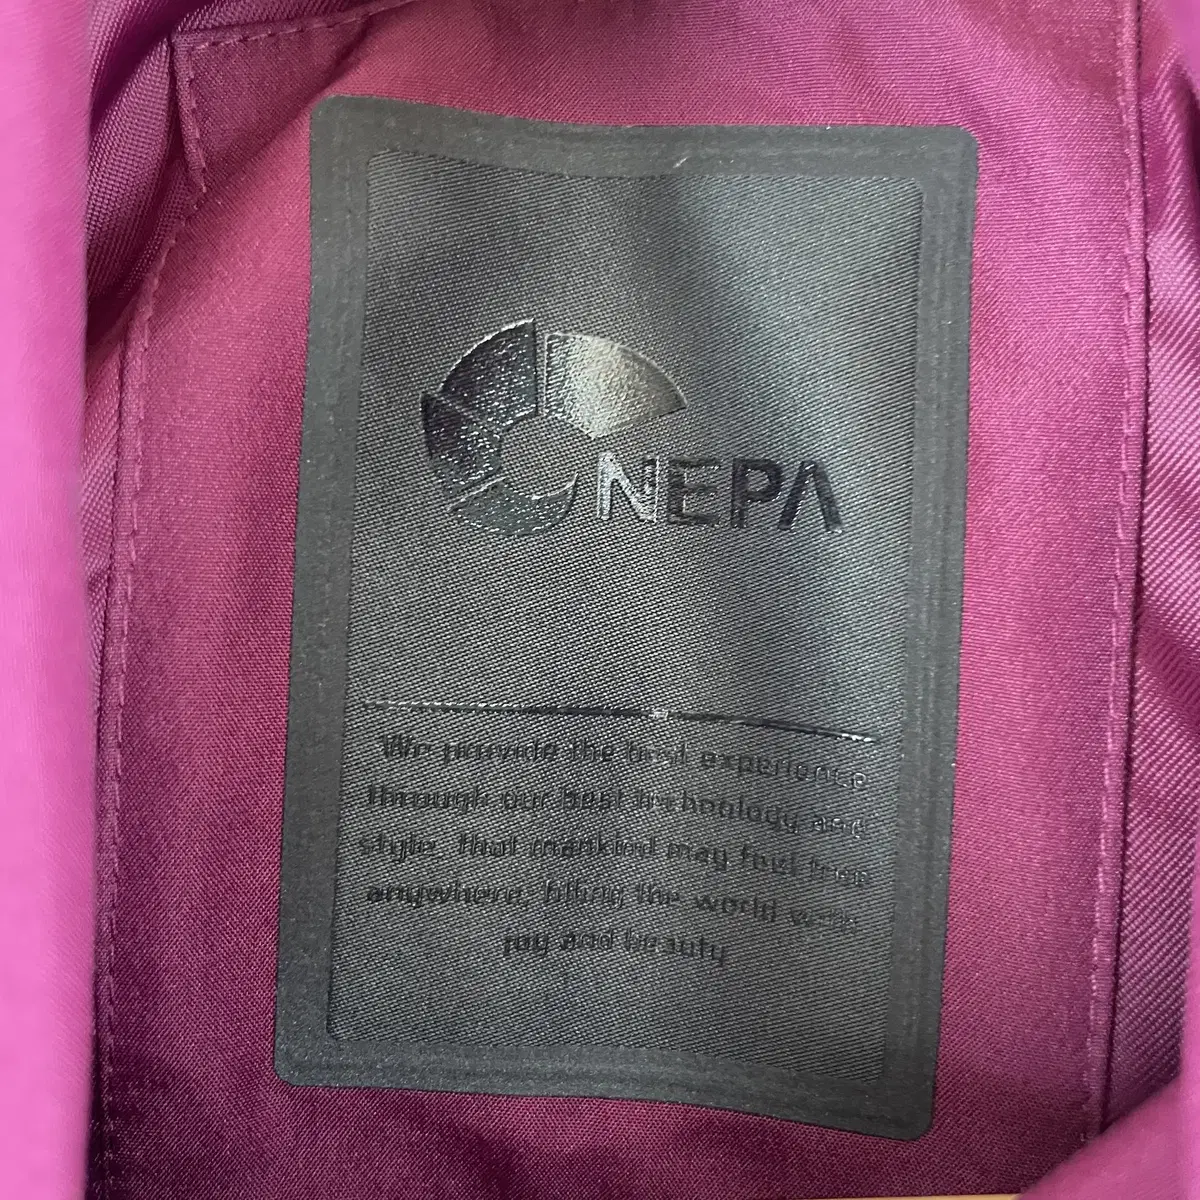 NEPA
We provide the best experience
through our best technology and
style, that mankind may feel free
anywhere, filling the world with
joy and beauty